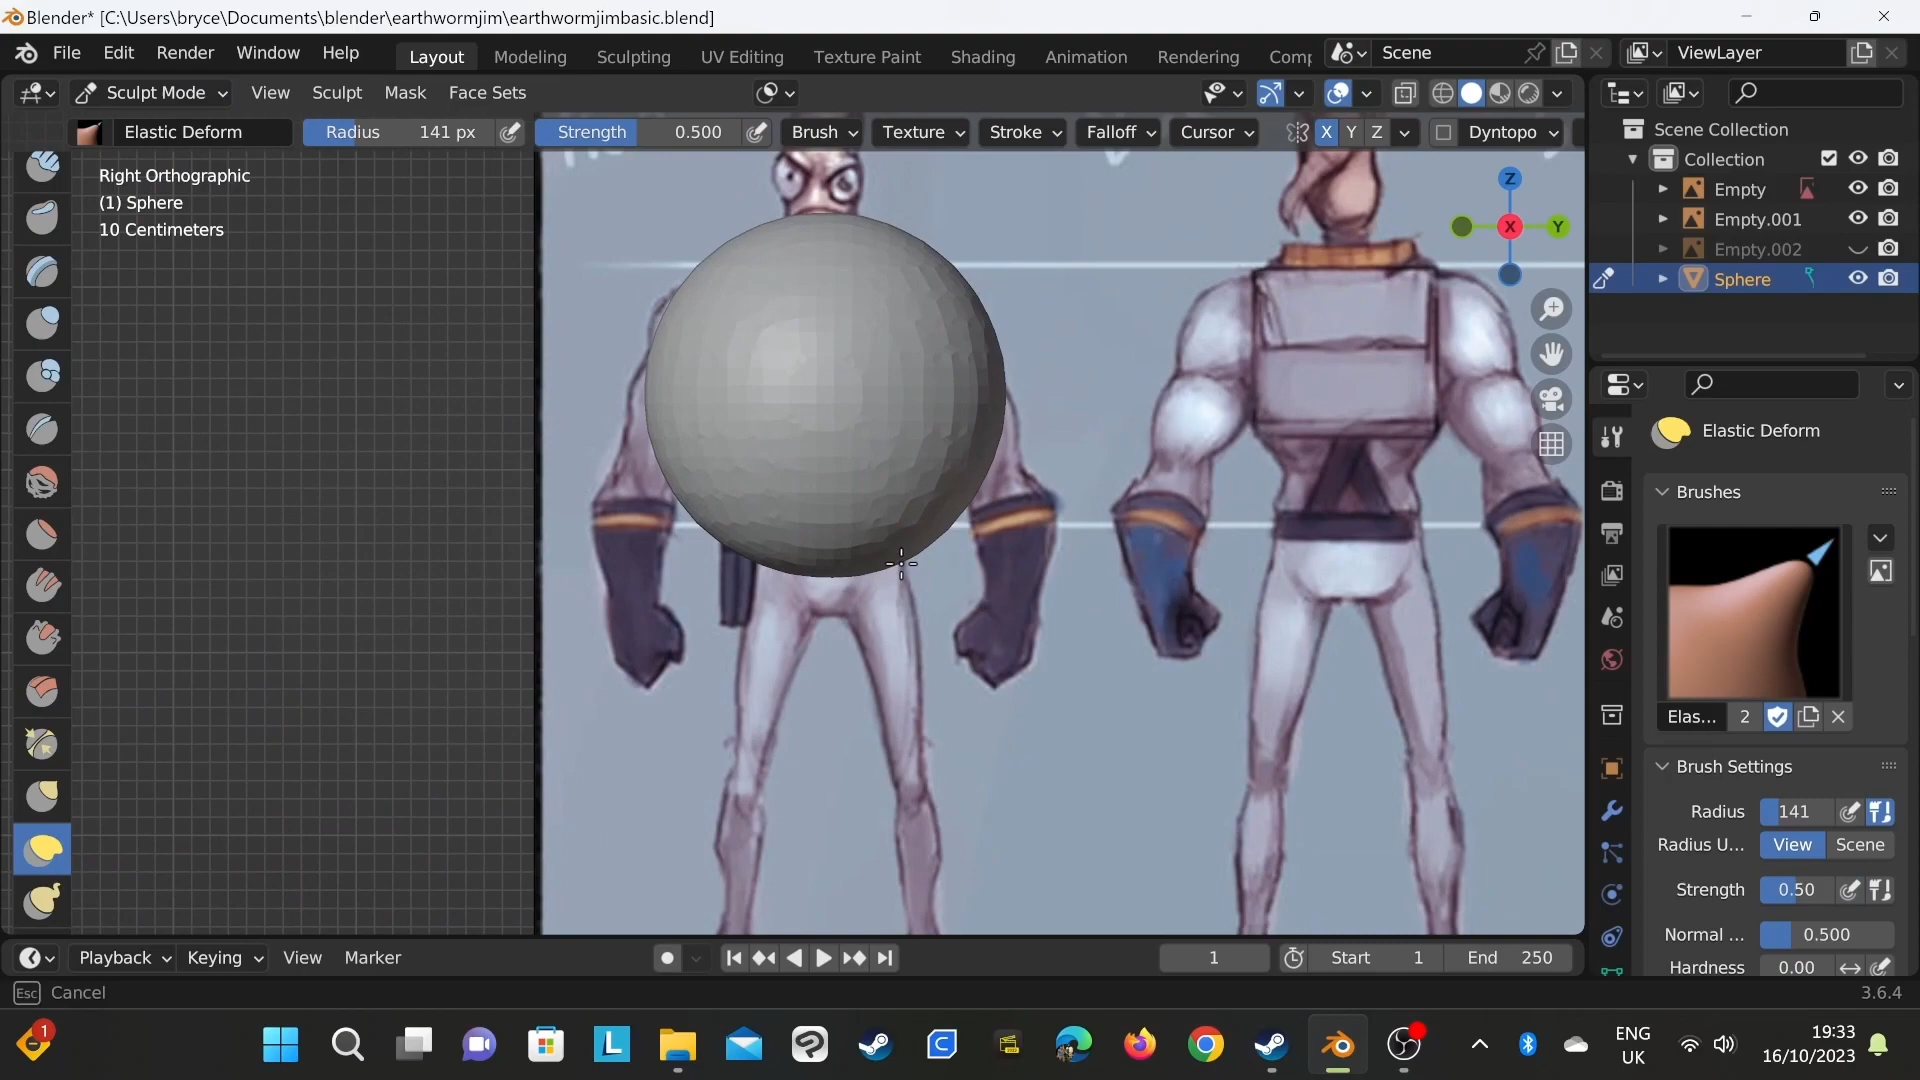 Blender* [C:\Users\bryce\Documents\blender\earthwormjim\earthwormjimbasic.blend]
File Edit Render Window Help Layout Modeling Sculpting UV Editing Texture Paint Shading Animation Rendering Comp Scene ViewLayer
Sculpt Mode View Sculpt Mask Face Sets
Elastic Deform Radius 141 px Strength 0.500 Brush Texture Stroke Falloff Cursor X Y Z Dyntopo
Right Orthographic
(1) Sphere
10 Centimeters
Z
X
Y
Scene Collection
Collection
Empty
Empty.001
Empty.002
Sphere
Elastic Deform
Brushes
Elas... 2
Brush Settings
Radius 141
Radius U... View Scene
Strength 0.50
Normal ... 0.500
Hardness 0.00
Playback Keying View Marker 1 Start 1 End 250
Esc Cancel 3.6.4
1
L
C
ENG
UK
19:33
16/10/2023